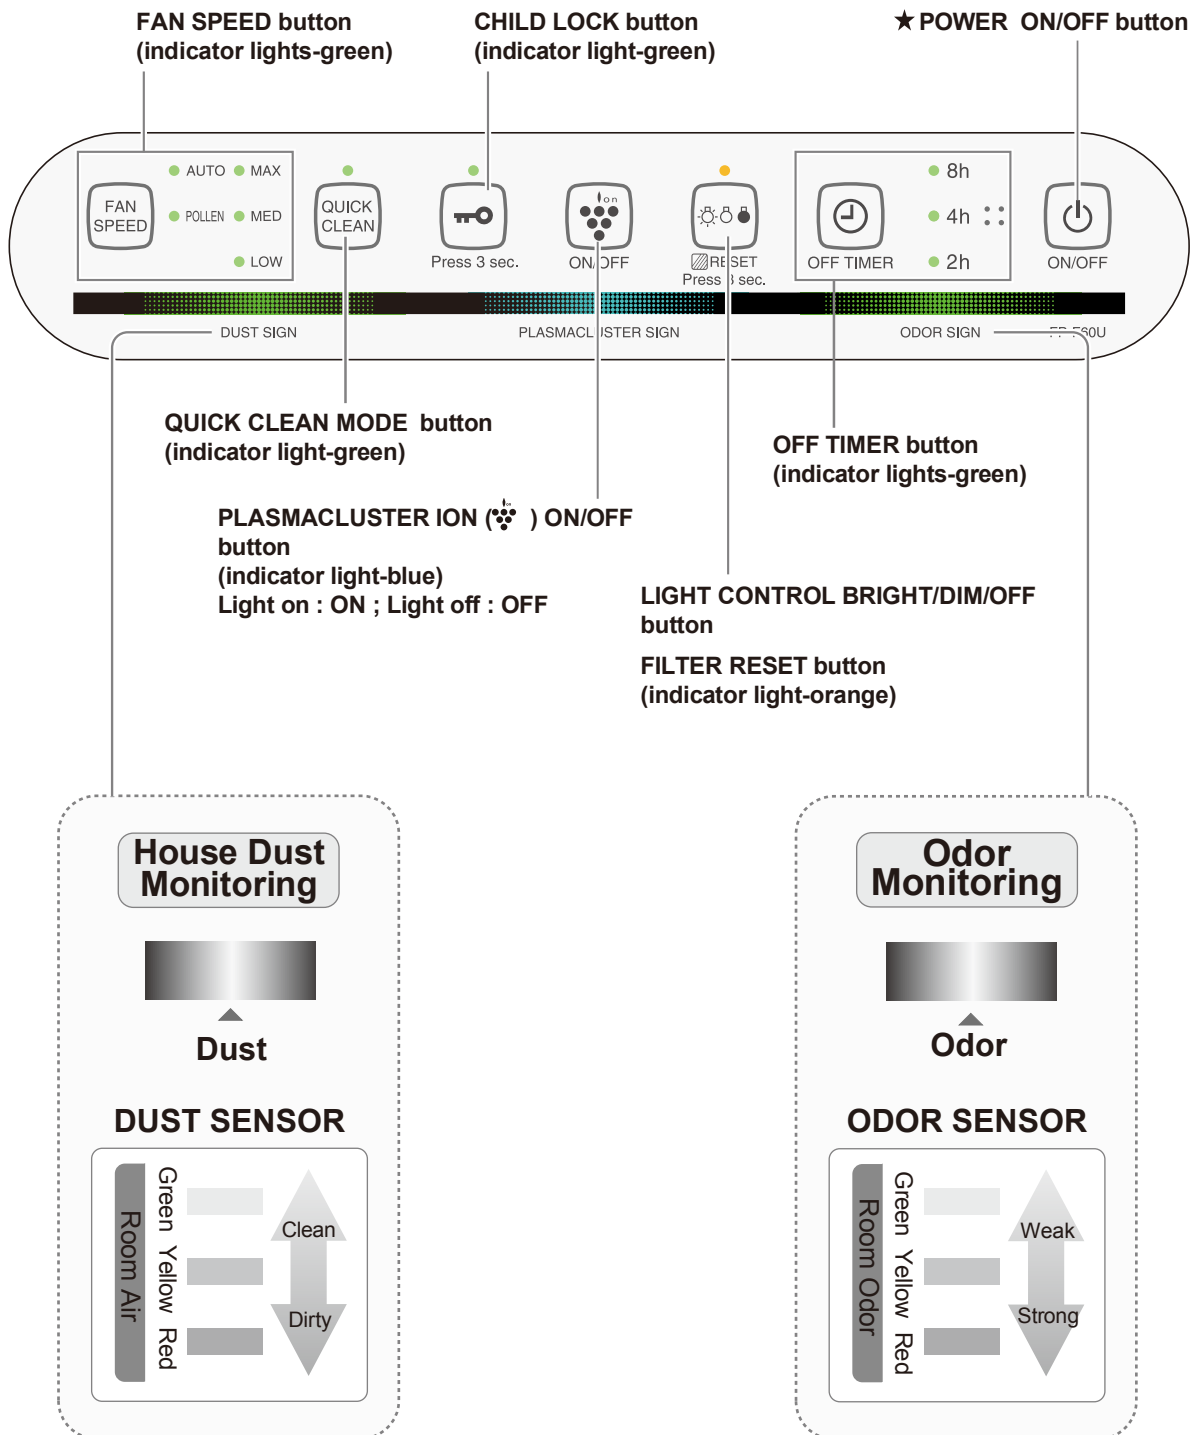 FAN SPEED button
(indicator lights-green)
CHILD LOCK button
(indicator light-green)
★ POWER ON/OFF button
FAN
SPEED
AUTO
MAX
POLLEN
MED
LOW
QUICK
CLEAN
Press 3 sec.
ion
ON/OFF
RESET
Press 3 sec.
OFF TIMER
8h
4h
2h
ON/OFF
DUST SIGN
PLASMACLUSTER SIGN
ODOR SIGN
FP-F60U
QUICK CLEAN MODE button
(indicator light-green)
OFF TIMER button
(indicator lights-green)
PLASMACLUSTER ION ( ) ON/OFF
button
(indicator light-blue)
Light on : ON ; Light off : OFF
LIGHT CONTROL BRIGHT/DIM/OFF
button
FILTER RESET button
(indicator light-orange)
House Dust
Monitoring
Dust
DUST SENSOR
Room Air
Green Yellow Red
Clean
Dirty
Odor
Monitoring
Odor
ODOR SENSOR
Room Odor
Green Yellow Red
Weak
Strong